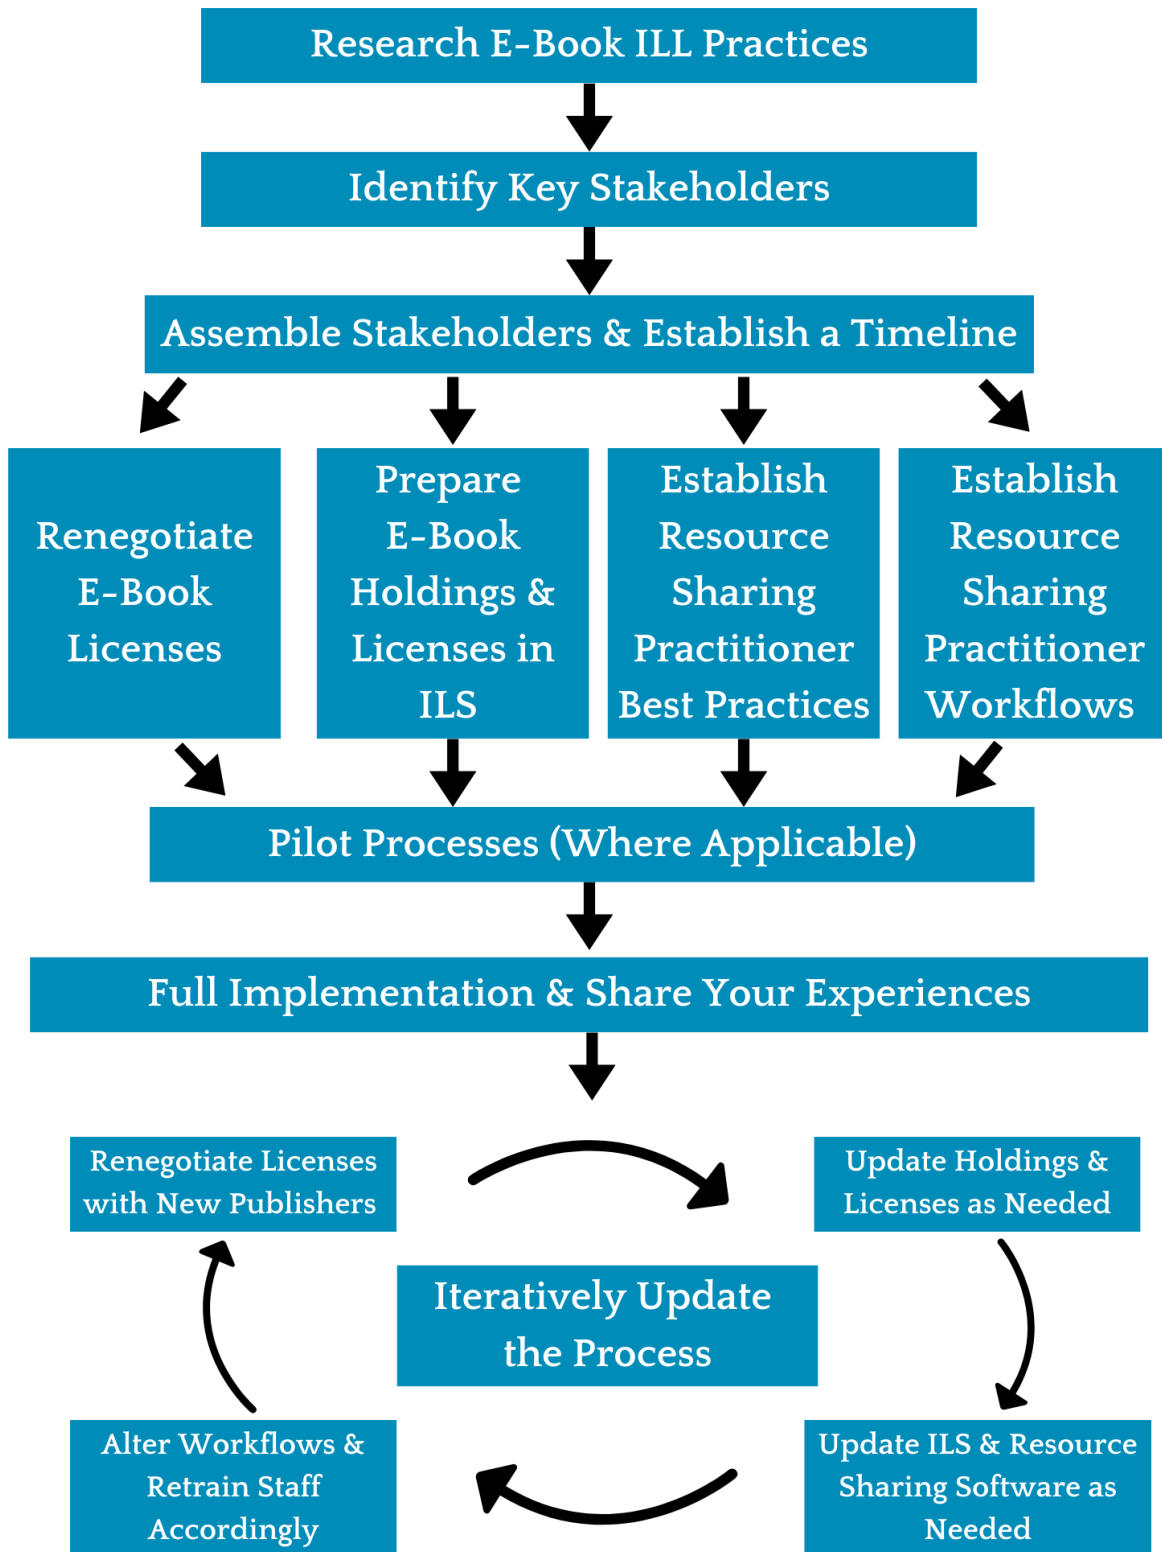 Research E-Book ILL Practices
Identify Key Stakeholders
Assemble Stakeholders & Establish a Timeline
Renegotiate
E-Book
Licenses
Prepare
E-Book
Holdings &
Licenses in
ILS
Establish
Resource
Sharing
Practitioner
Best Practices
Establish
Resource
Sharing
Practitioner
Workflows
Pilot Processes (Where Applicable)
Full Implementation & Share Your Experiences
Renegotiate Licenses
with New Publishers
Update Holdings &
Licenses as Needed
Iteratively Update
the Process
Alter Workflows &
Retrain Staff
Accordingly
Update ILS & Resource
Sharing Software as
Needed